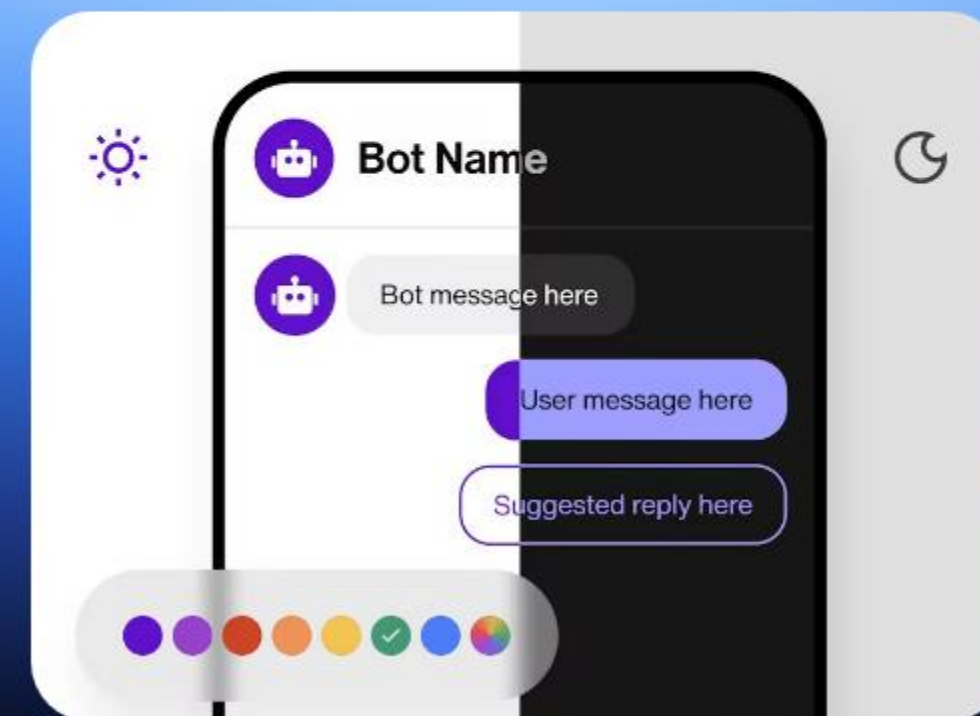 Bot Name
Bot message here
User message here
Suggested reply here